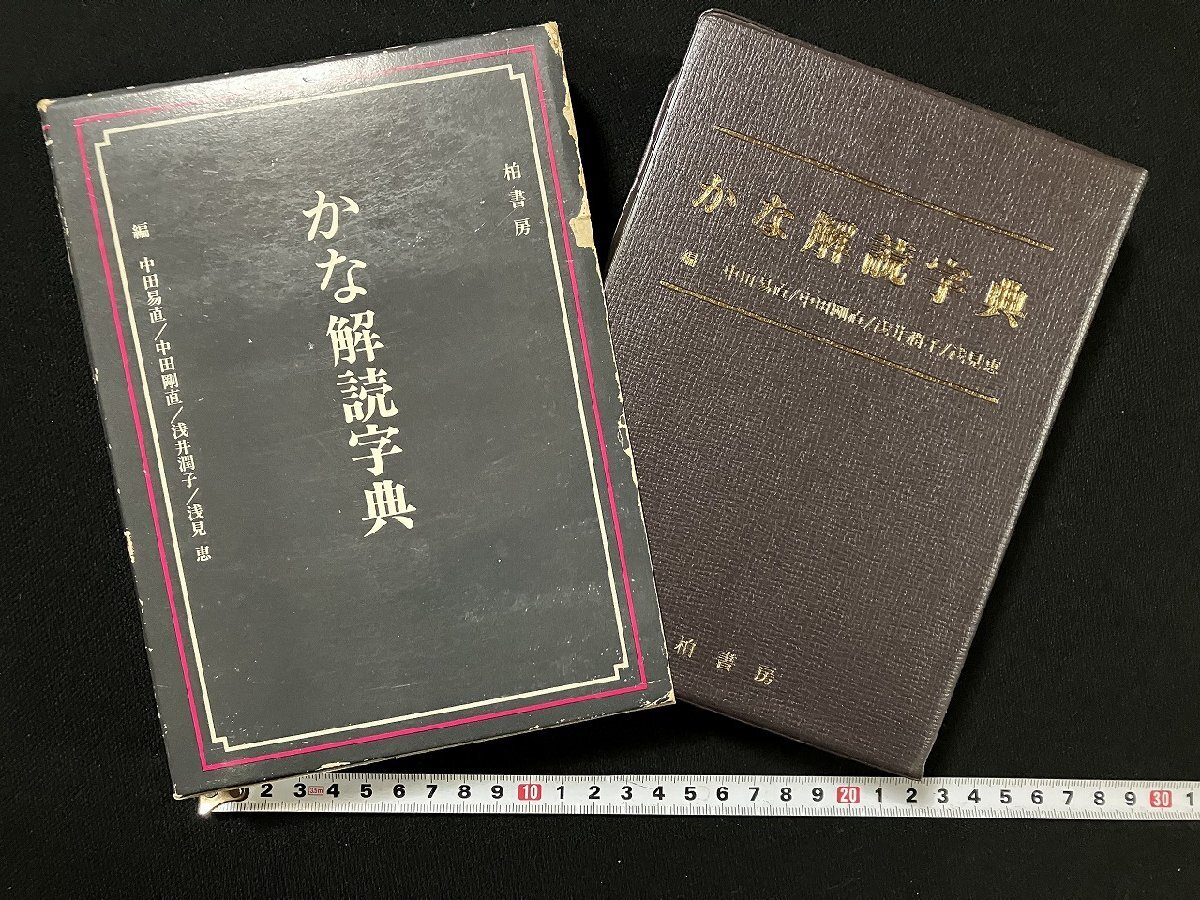 柏書房
かな解読字典
編 中田易直/中田剛直/浅井潤子/浅見 恵
かな解読字典
編 中田易直/中田剛直/浅井潤子/浅見恵
柏書房
2 3 3.5m 4 5 6 7 8 9 10 1 2 3 4 5 6 7 8 9 20 1 2 3 4 5 6 7 8 9 30 1